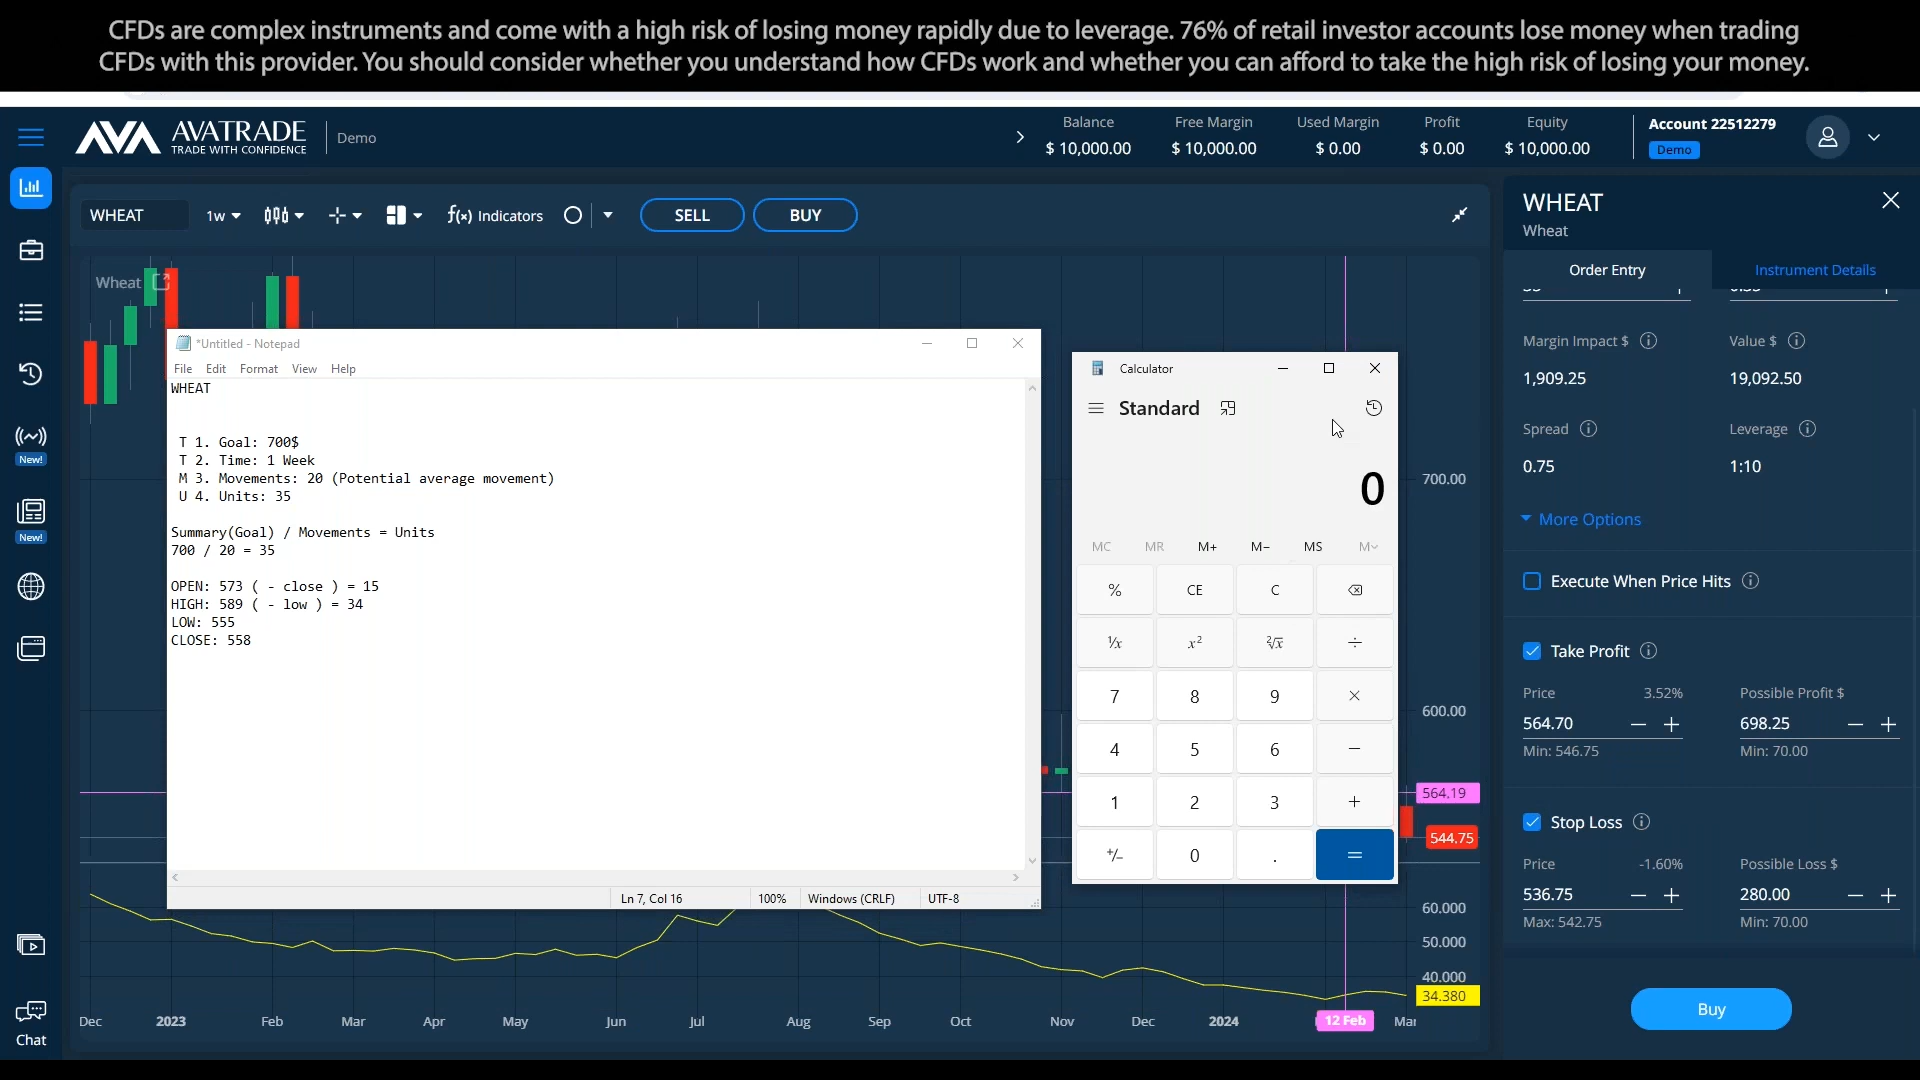 CFDs are complex instruments and come with a high risk of losing money rapidly due to leverage. 76% of retail investor accounts lose money when trading
CFDs with this provider. You should consider whether you understand how CFDs work and whether you can afford to take the high risk of losing your money.
AVA AVATRADE
TRADE WITH CONFIDENCE
Demo
Balance
$ 10,000.00
Free Margin
$ 10,000.00
Used Margin
$ 0.00
Profit
$ 0.00
Equity
$ 10,000.00
Account 22512279
Demo
WHEAT
1w
f(x) Indicators
SELL
BUY
Wheat
New!
New!
Chat
*Untitled - Notepad
File Edit Format View Help
WHEAT
T 1. Goal: 700$
T 2. Time: 1 Week
M 3. Movements: 20 (Potential average movement)
U 4. Units: 35
Summary(Goal) / Movements = Units
700 / 20 = 35
OPEN: 573 ( - close ) = 15
HIGH: 589 ( - low ) = 34
LOW: 555
CLOSE: 558
Ln 7, Col 16 100% Windows (CRLF) UTF-8
Calculator
Standard
0
MC MR M+ M− MS M
% CE C
¹/x x² ²√x ÷
7 8 9 ×
4 5 6 −
1 2 3 +
+/− 0 . =
700.00
600.00
564.19
544.75
60.000
50.000
40.000
34.380
Dec 2023 Feb Mar Apr May Jun Jul Aug Sep Oct Nov Dec 2024 12 Feb Mar
WHEAT
Wheat
Order Entry
Instrument Details
Margin Impact $
1,909.25
Value $
19,092.50
Spread
0.75
Leverage
1:10
More Options
Execute When Price Hits
Take Profit
Price 3.52%
564.70 − +
Min: 546.75
Possible Profit $
698.25 − +
Min: 70.00
Stop Loss
Price -1.60%
536.75 − +
Max: 542.75
Possible Loss $
280.00 − +
Min: 70.00
Buy